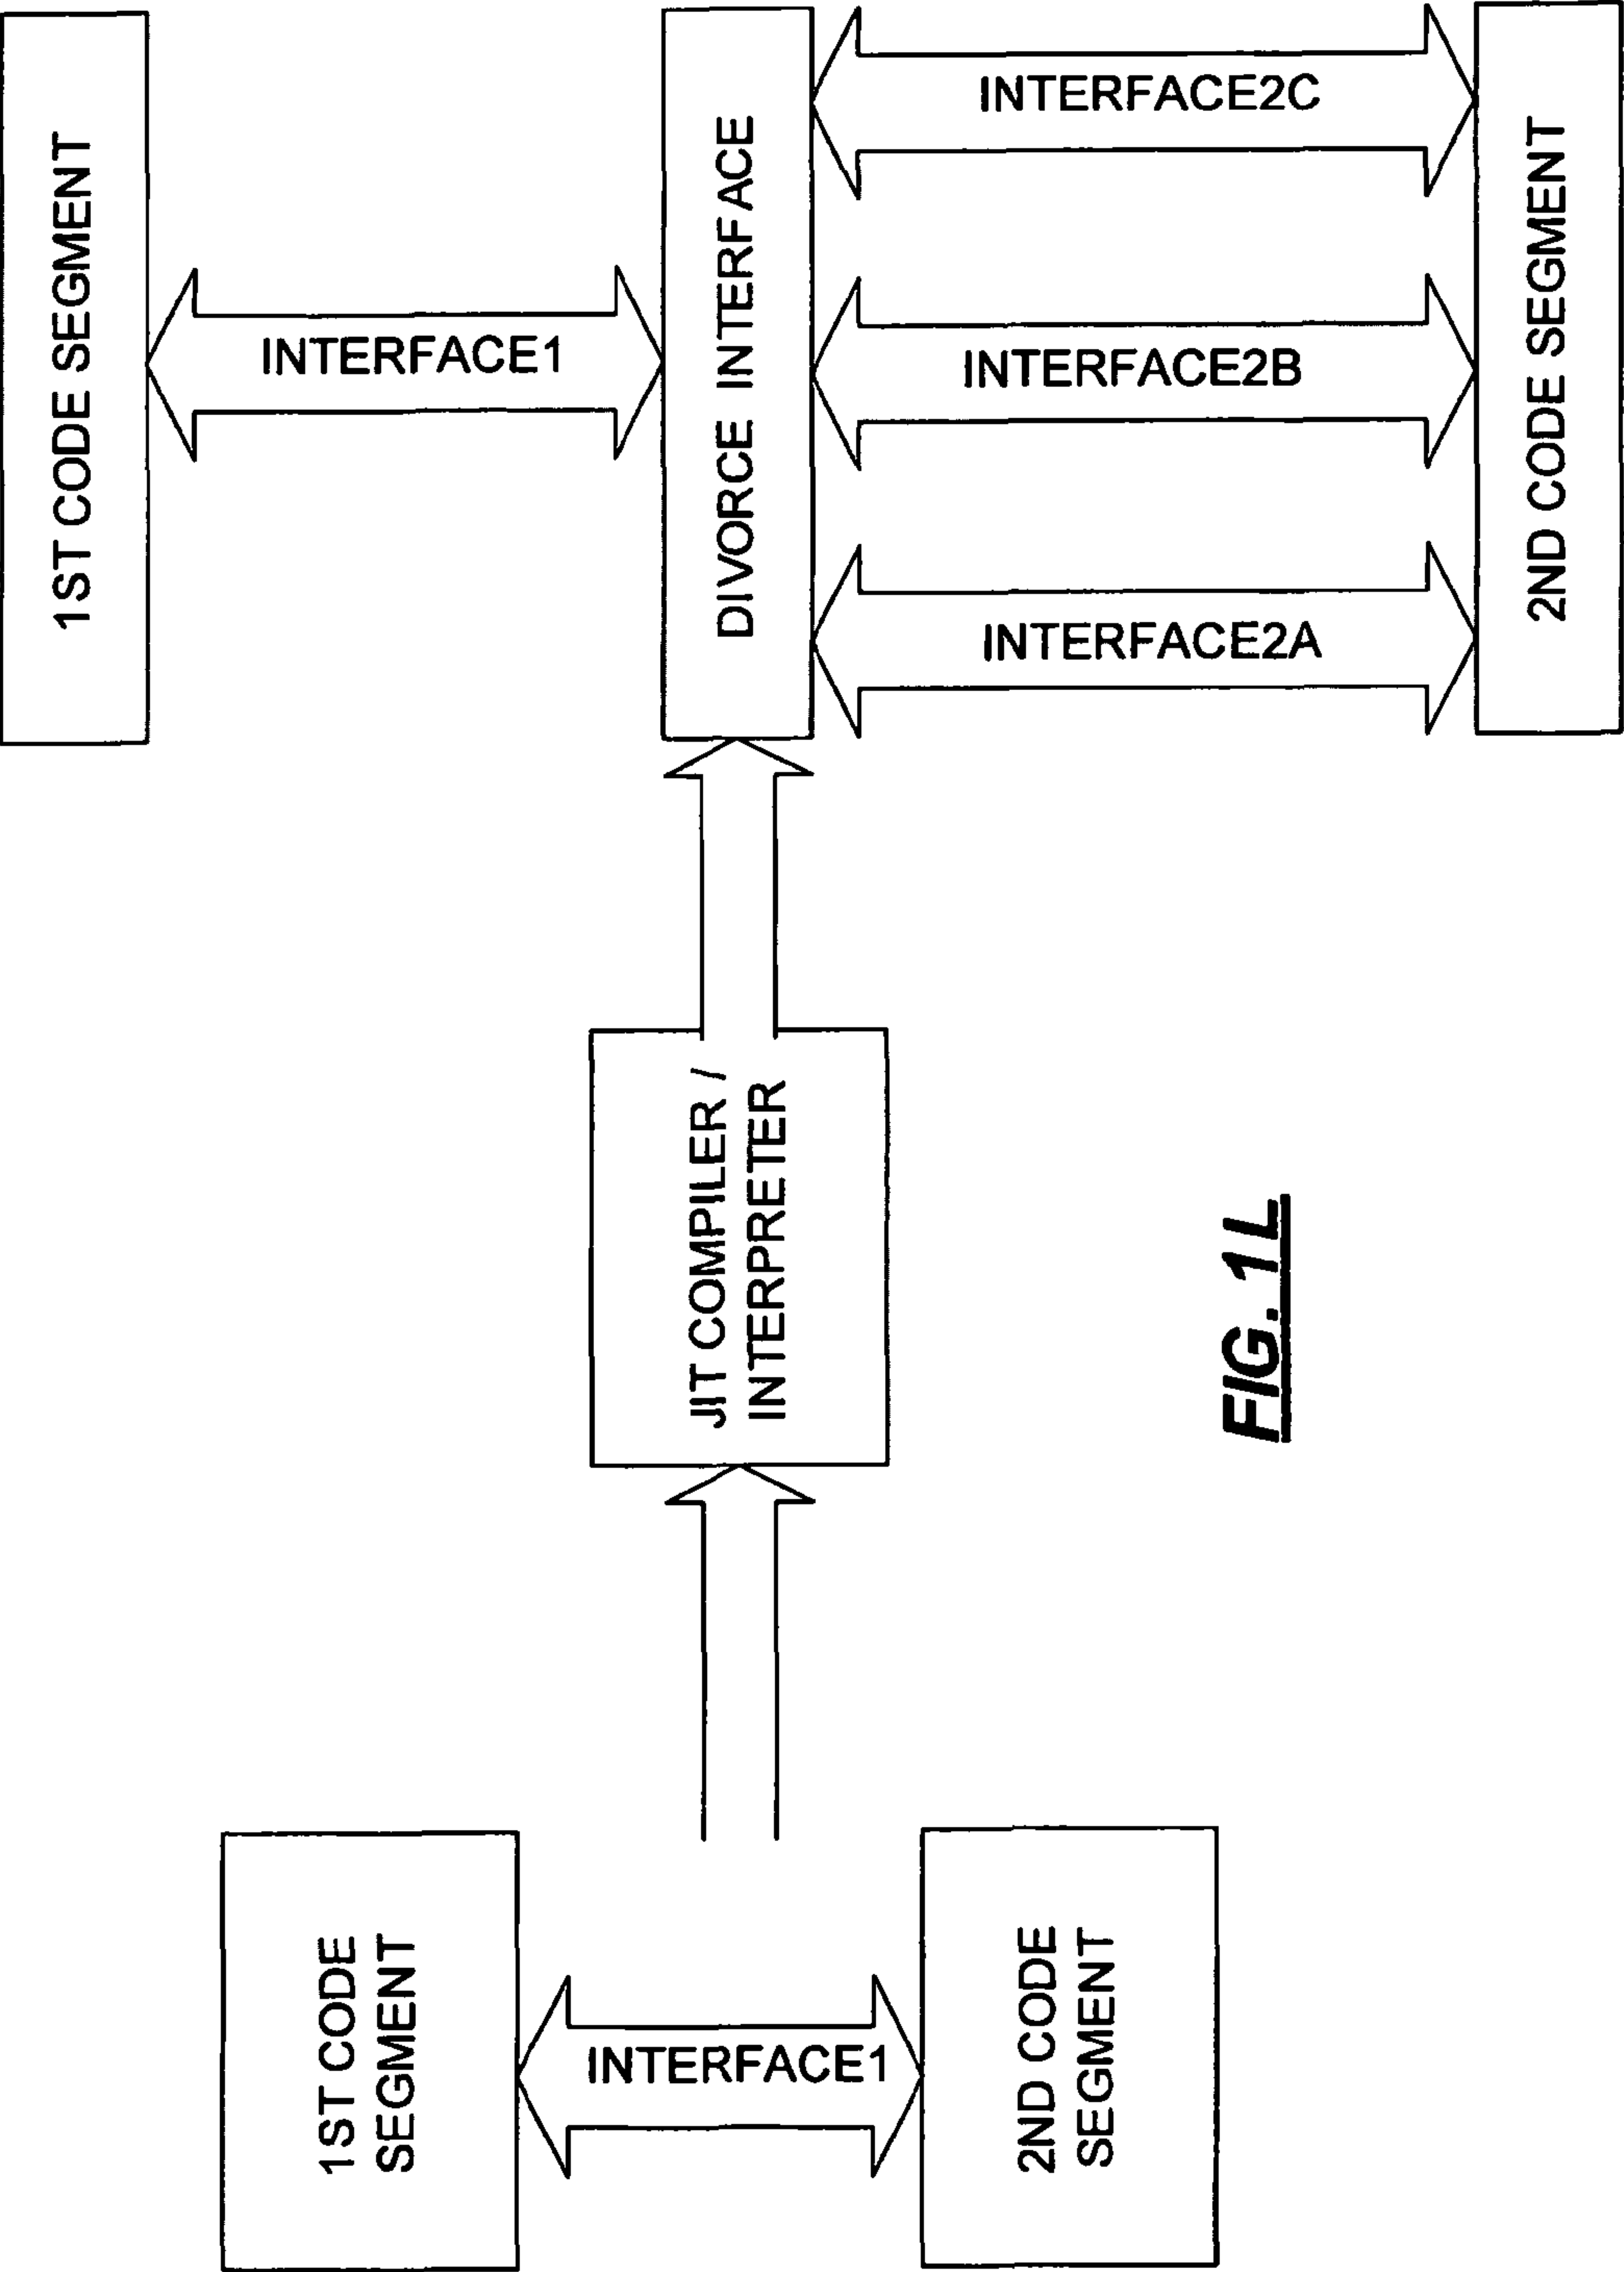 1ST CODE
SEGMENT
INTERFACE1
2ND CODE
SEGMENT
JIT COMPILER /
INTERPRETER
1ST CODE SEGMENT
INTERFACE1
DIVORCE INTERFACE
INTERFACE2A
INTERFACE2B
INTERFACE2C
2ND CODE SEGMENT
FIG. 1L